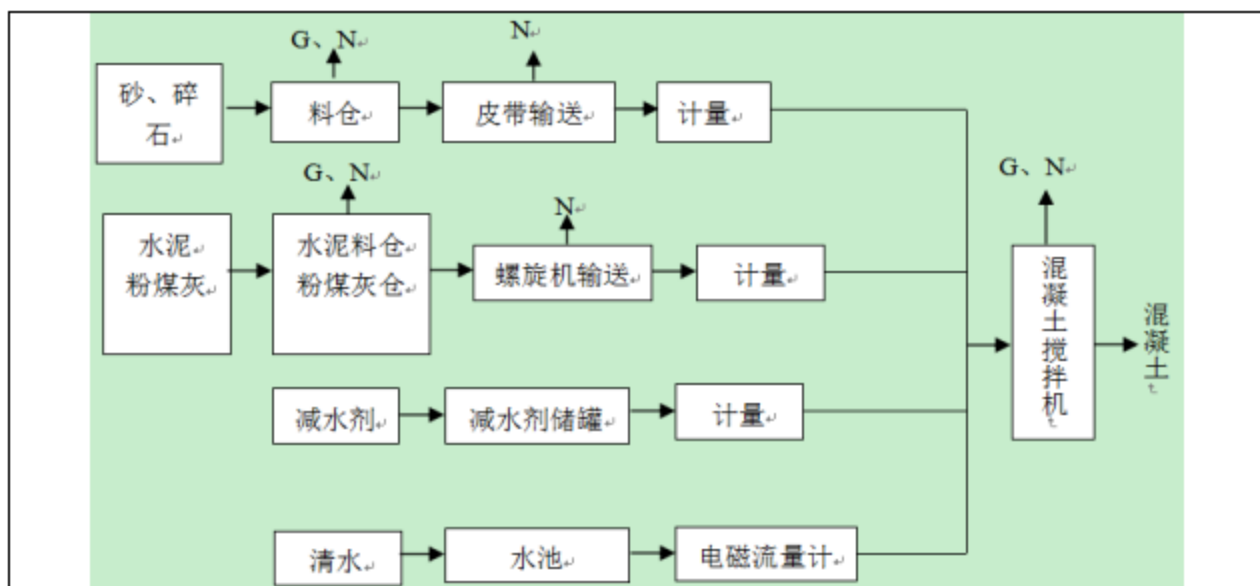 G、N
N
砂、碎
石
料仓
皮带输送
计量
G、N
N
G、N
水泥
粉煤灰
水泥料仓
粉煤灰仓
螺旋机输送
计量
混凝土搅拌机
混凝土
减水剂
减水剂储罐
计量
清水
水池
电磁流量计